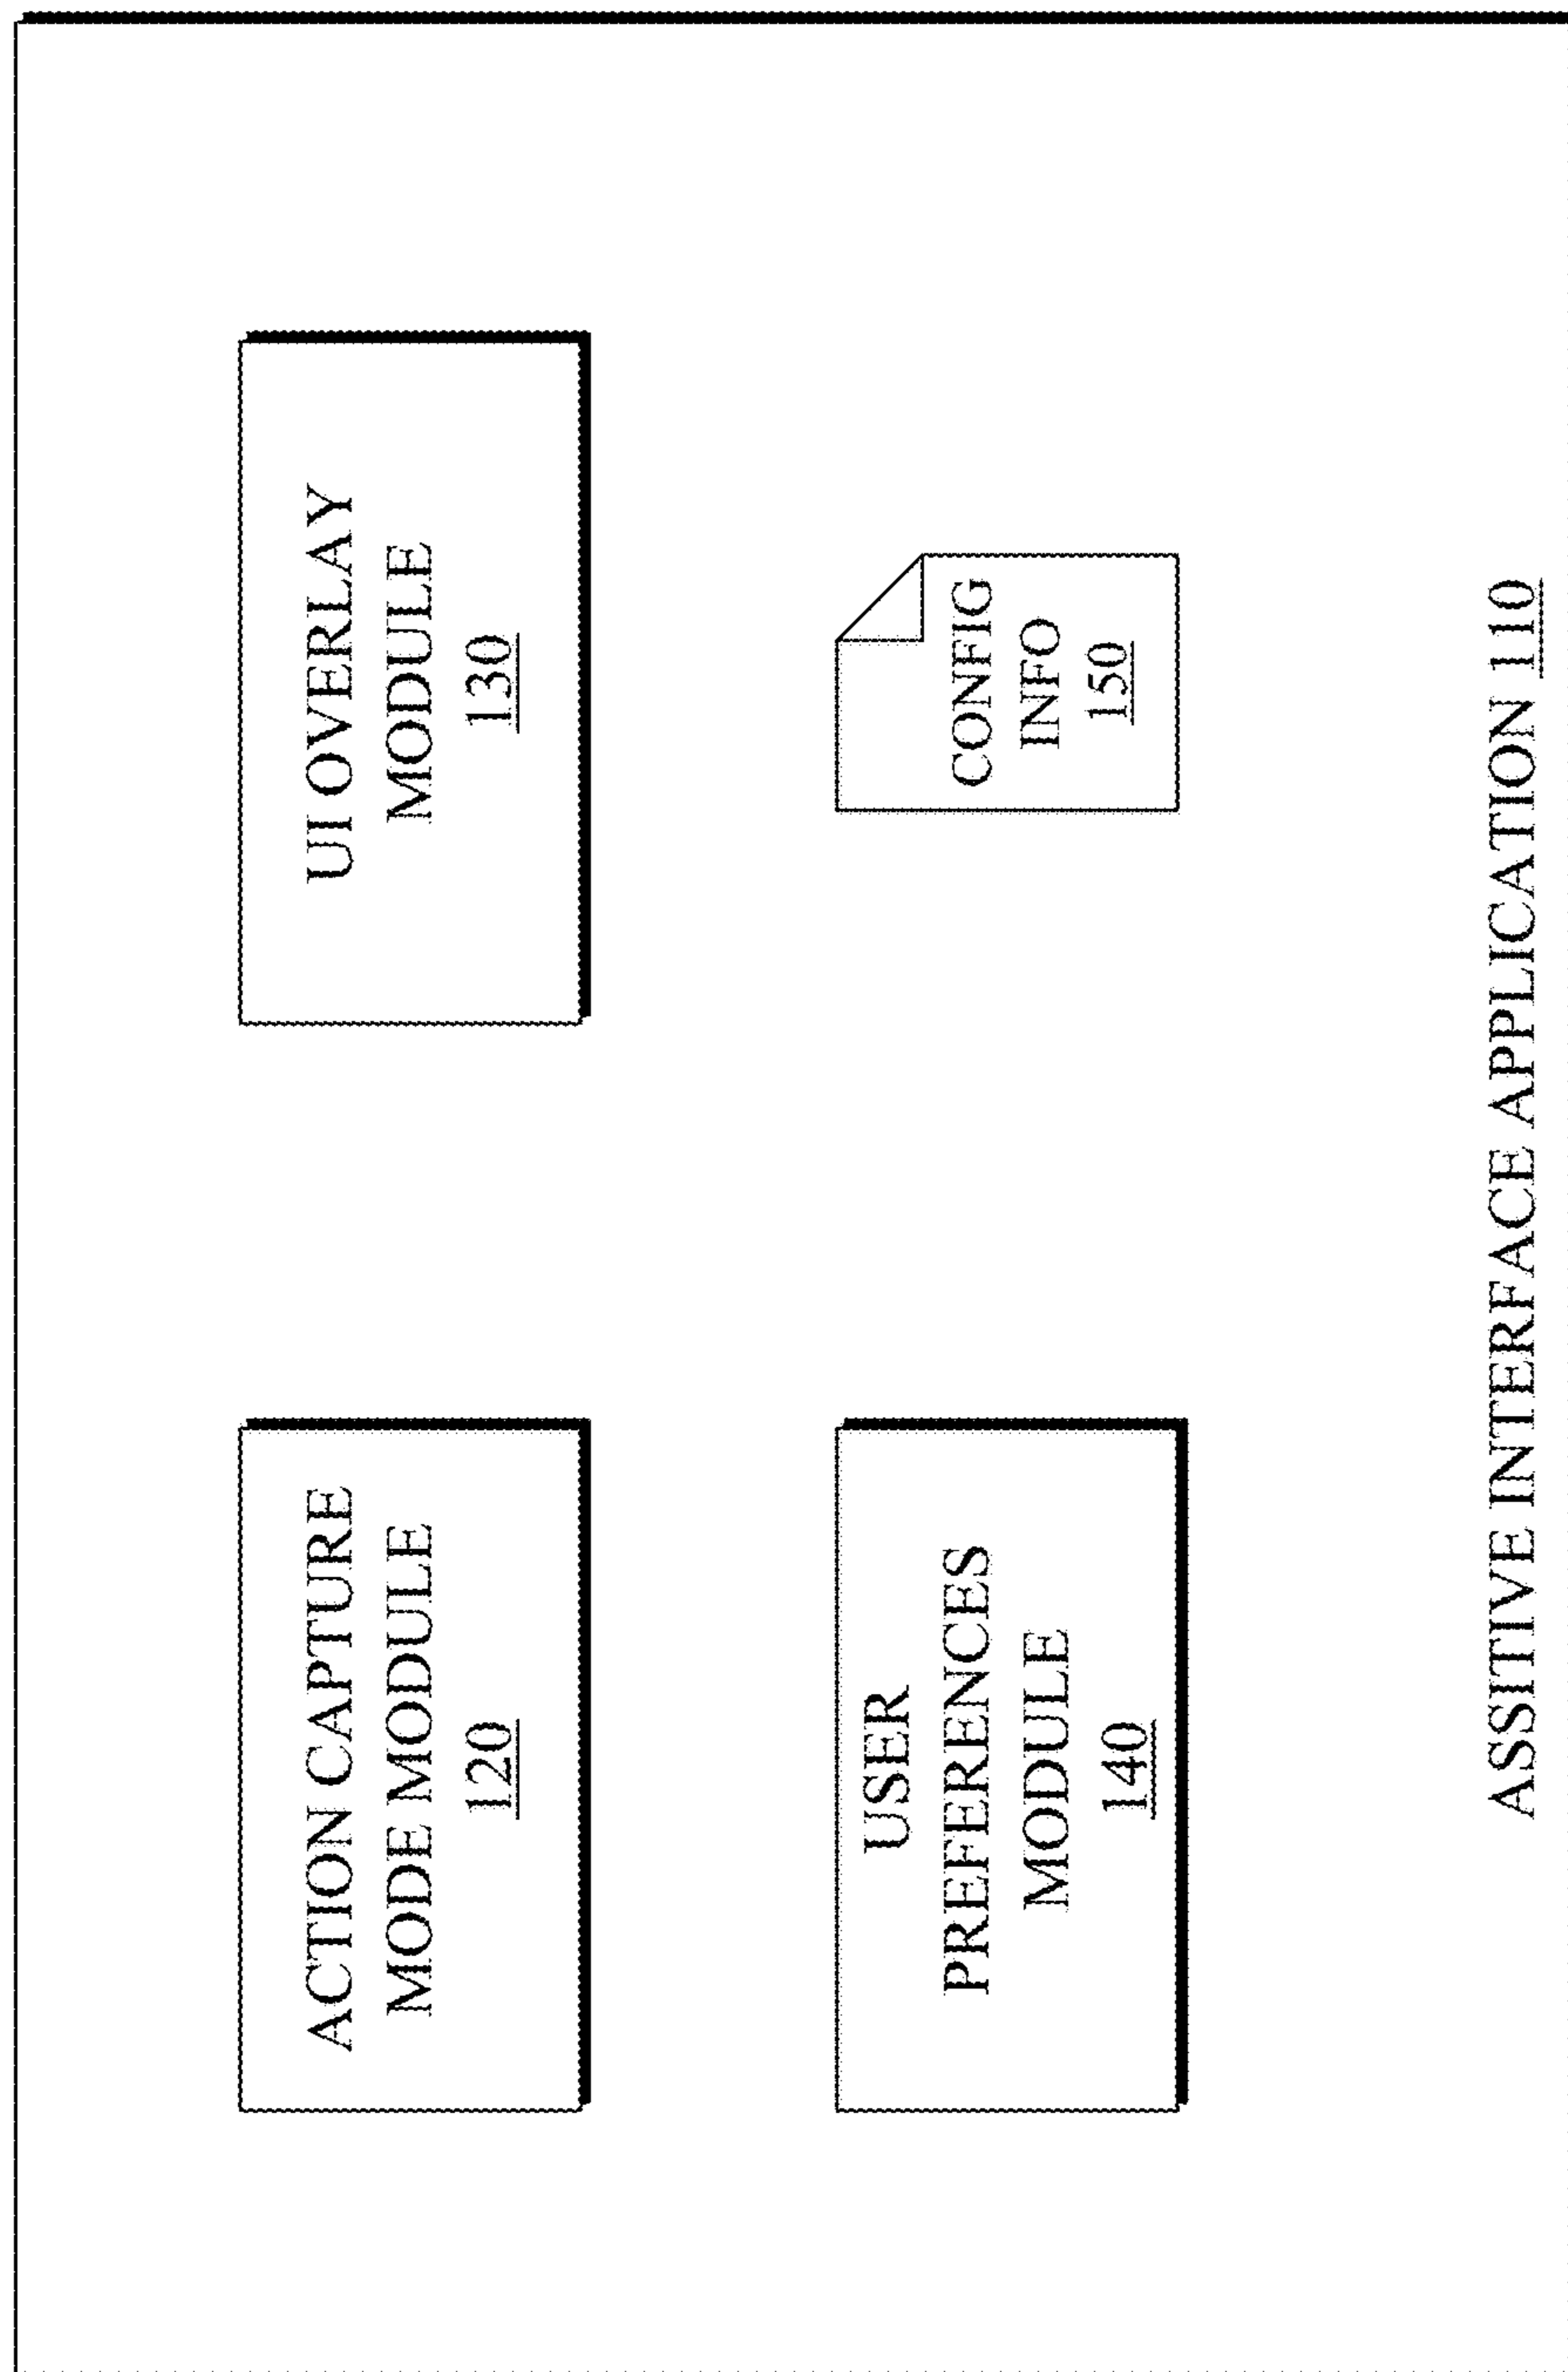 ACTION CAPTURE
MODE MODULE
120
UI OVERLAY
MODULE
130
USER
PREFERENCES
MODULE
140
CONFIG
INFO
150
ASSITIVE INTERFACE APPLICATION 110